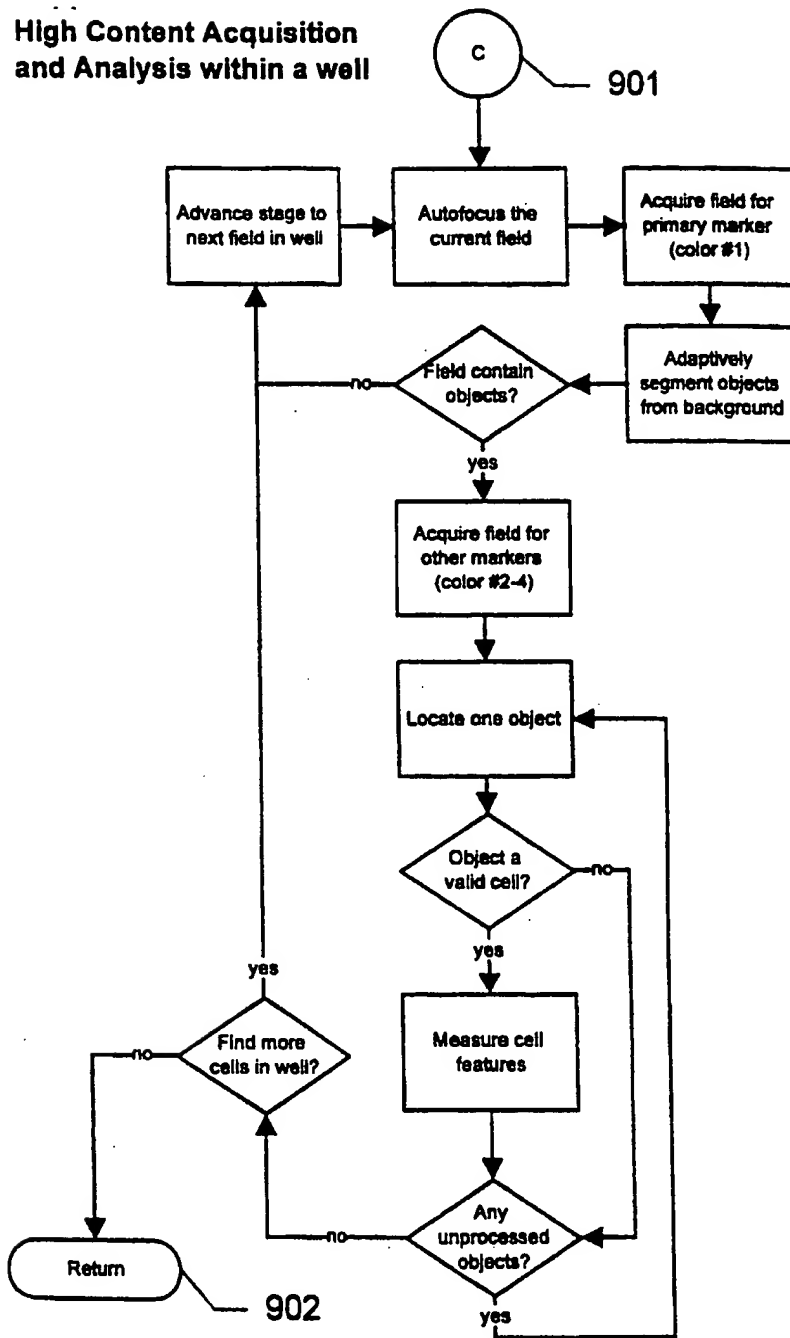 High Content Acquisition
and Analysis within a well
C
901
Advance stage to
next field in well
Autofocus the
current field
Acquire field for
primary marker
(color #1)
Field contain
objects?
no
Adaptively
segment objects
from background
yes
Acquire field for
other markers
(color #2-4)
Locate one object
Object a
valid cell?
no
yes
yes
Measure cell
features
Find more
cells in well?
no
Any
unprocessed
objects?
no
yes
Return
902